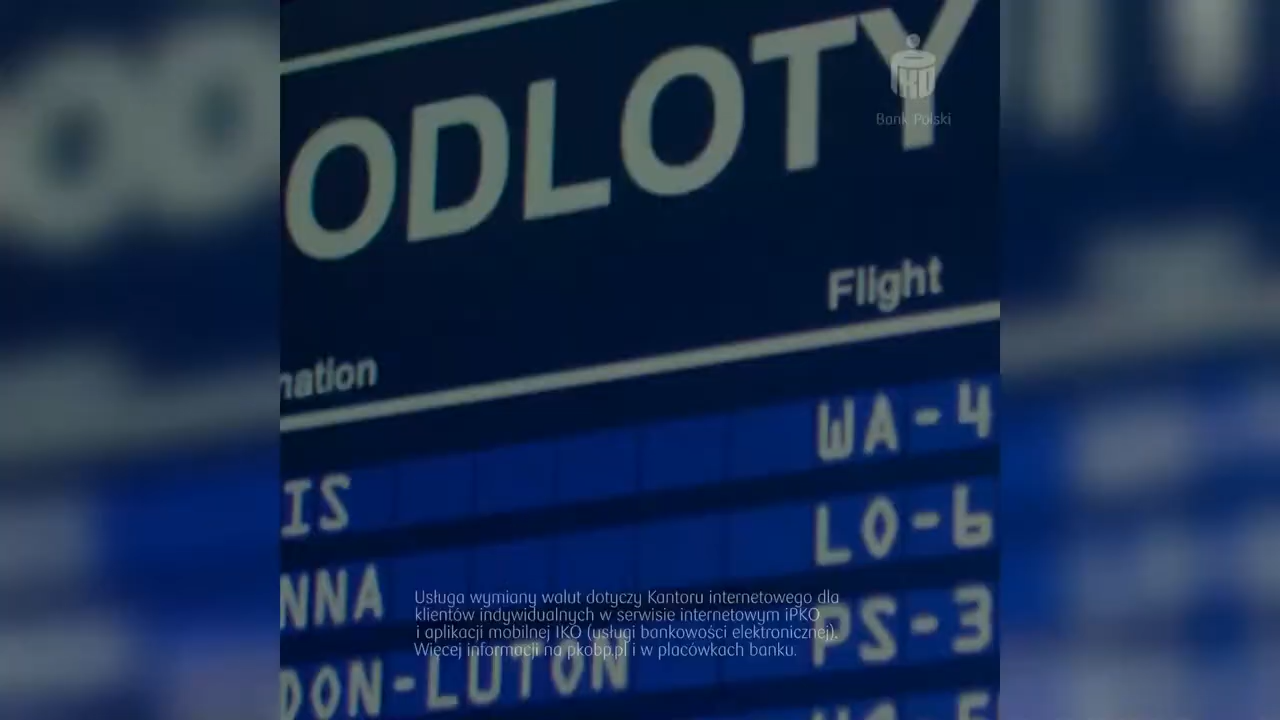 ODLOTY
Bank Polski
Flight
nation
WA-4
IS
LO-6
NNA
PS-3
DON-LUTON
Usługa wymiany walut dotyczy Kantoru internetowego dla
klientów indywidualnych w serwisie internetowym iPKO
i aplikacji mobilnej IKO (usługi bankowości elektronicznej).
Więcej informacji na pkobp.pl i w placówkach banku.